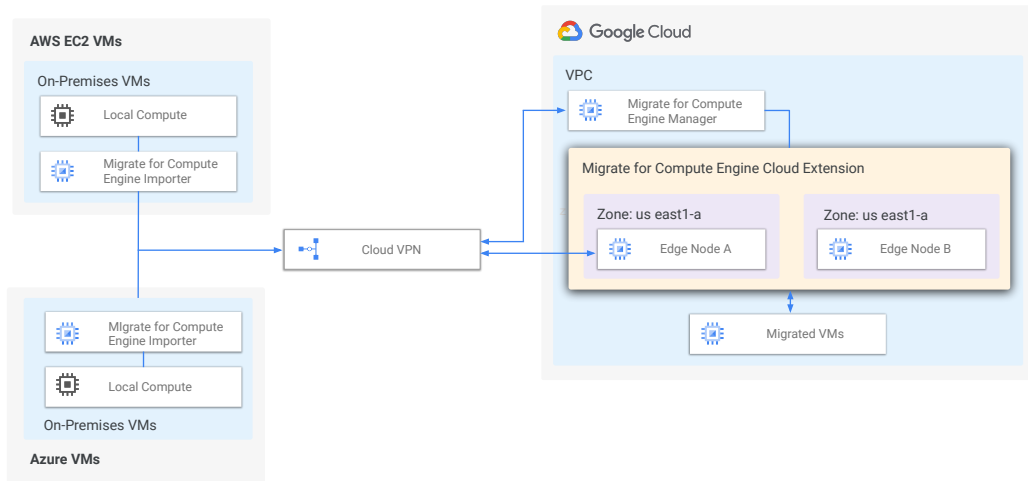 AWS EC2 VMs
On-Premises VMs
Local Compute
Migrate for Compute
Engine Importer
Cloud VPN
MIgrate for Compute
Engine Importer
Local Compute
On-Premises VMs
Azure VMs
Google Cloud
VPC
Migrate for Compute
Engine Manager
Migrate for Compute Engine Cloud Extension
Zone: us east1-a
Edge Node A
Zone: us east1-a
Edge Node B
Migrated VMs